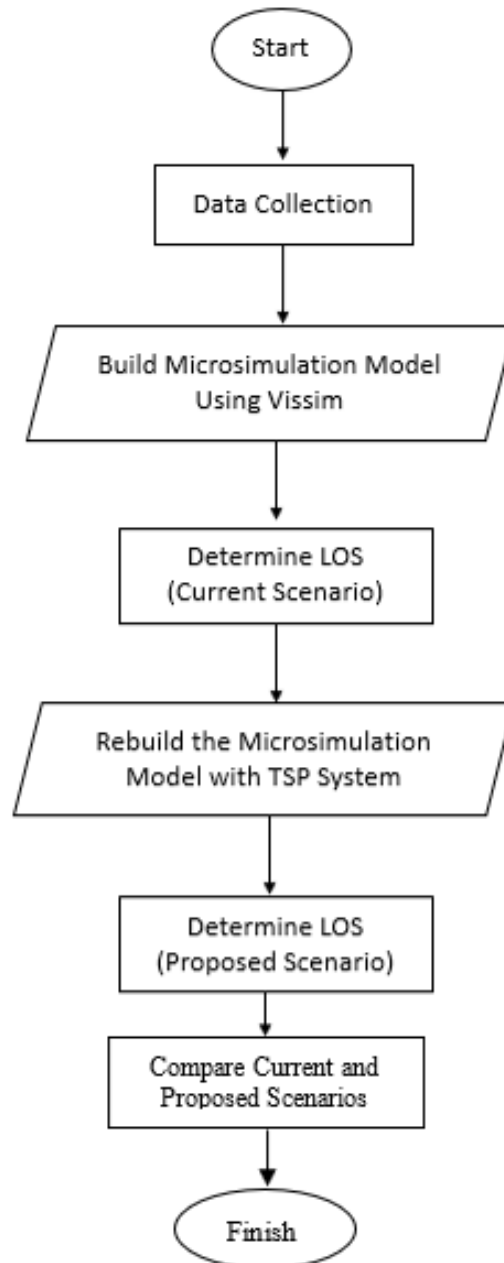 Start
Data Collection
Build Microsimulation Model
Using Vissim
Determine LOS
(Current Scenario)
Rebuild the Microsimulation
Model with TSP System
Determine LOS
(Proposed Scenario)
Compare Current and
Proposed Scenarios
Finish